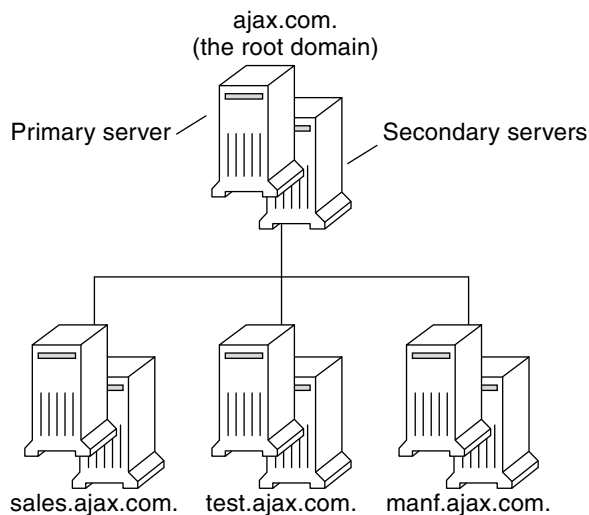 ajax.com.
(the root domain)
Primary server
Secondary servers
sales.ajax.com.
test.ajax.com.
manf.ajax.com.